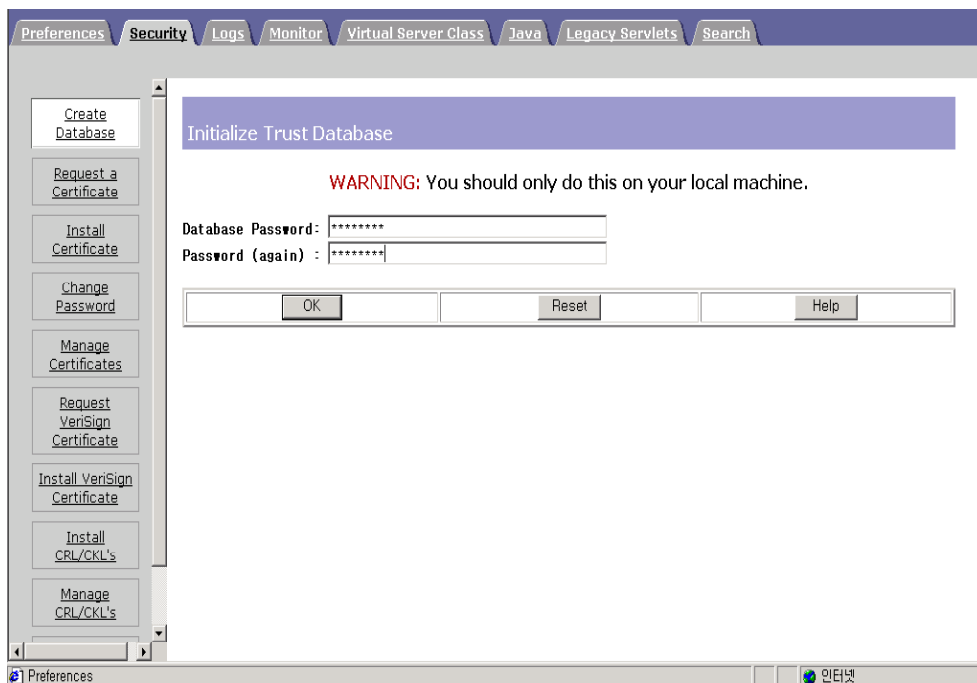 Preferences Security Logs Monitor Virtual Server Class Java Legacy Servlets Search
Create
Database
Request a
Certificate
Install
Certificate
Change
Password
Manage
Certificates
Request
VeriSign
Certificate
Install VeriSign
Certificate
Install
CRL/CKL's
Manage
CRL/CKL's
Initialize Trust Database
WARNING: You should only do this on your local machine.
Database Password: ********
Password (again) : ********
OK Reset Help
Preferences 인터넷